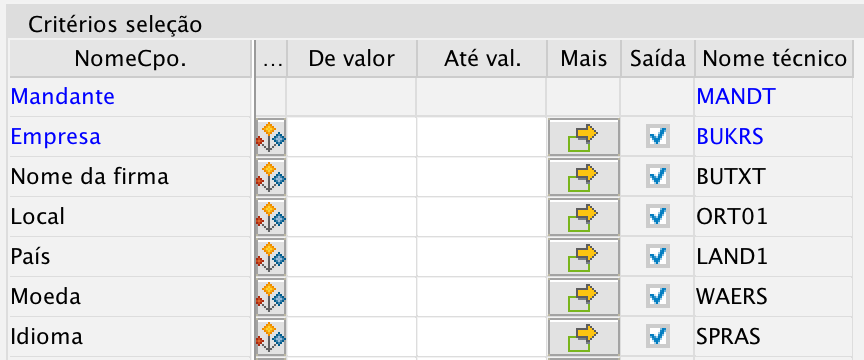 Critérios seleção
NomeCpo. ... De valor Até val. Mais Saída Nome técnico
Mandante MANDT
Empresa BUKRS
Nome da firma BUTXT
Local ORT01
País LAND1
Moeda WAERS
Idioma SPRAS